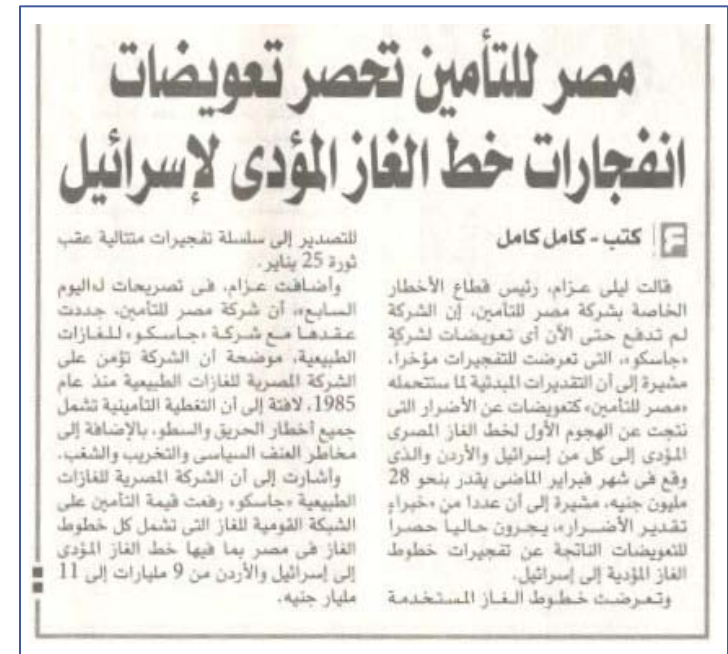 مصر للتأمين تحصر تعويضات
انفجارات خط الغاز المؤدى لإسرائيل
كتب - كامل كامل
قالت ليلى عزام، رئيس قطاع الأخطار
الخاصة بشركة مصر للتأمين، إن الشركة
لم تدفع حتى الآن أى تعويضات لشركة
«جاسكو»، التى تعرضت للتفجيرات مؤخرا،
مشيرة إلى أن التقديرات المبدئية لما ستتحمله
«مصر للتأمين» كتعويضات عن الأضرار التى
نتجت عن الهجوم الأول لخط الغاز المصرى
المؤدى إلى كل من إسرائيل والأردن والذى
وقع فى شهر فبراير الماضى يقدر بنحو 28
مليون جنيه، مشيرة إلى أن عددا من «خبراء
تقدير الأضرار»، يجرون حاليا حصرا
للتعويضات الناتجة عن تفجيرات خطوط
الغاز المؤدية إلى إسرائيل.
وتعرضت خطوط الغاز المستخدمة
للتصدير إلى سلسلة تفجيرات متتالية عقب
ثورة 25 يناير.
وأضافت عزام، فى تصريحات لـ«اليوم
السابع»، أن شركة مصر للتأمين، جددت
عقدها مع شركة «جاسكو» للغازات
الطبيعية، موضحة أن الشركة تؤمن على
الشركة المصرية للغازات الطبيعية منذ عام
1985، لافتة إلى أن التغطية التأمينية تشمل
جميع أخطار الحريق والسطو، بالإضافة إلى
مخاطر العنف السياسى والتخريب والشغب.
وأشارت إلى أن الشركة المصرية للغازات
الطبيعية «جاسكو» رفعت قيمة التأمين على
الشبكة القومية للغاز التى تشمل كل خطوط
الغاز فى مصر بما فيها خط الغاز المؤدى
إلى إسرائيل والأردن من 9 مليارات إلى 11
مليار جنيه.